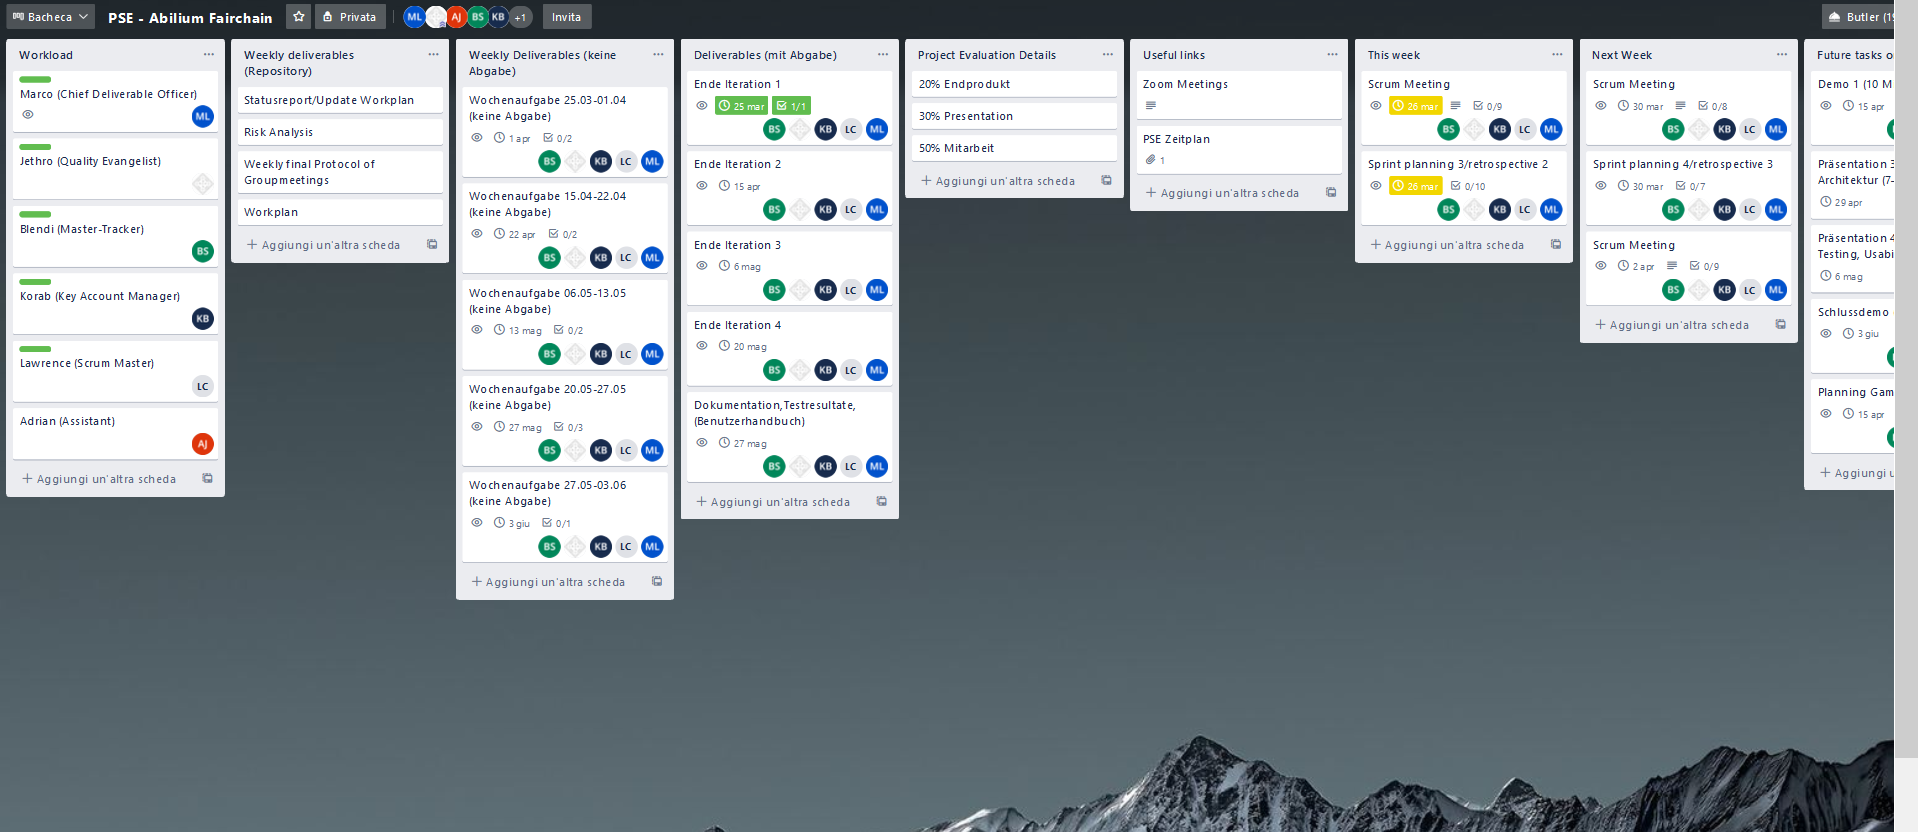 Bacheca
PSE - Abilium Fairchain
Privata
ML
AJ
BS
KB
+1
Invita
Butler (19
Workload
Marco (Chief Deliverable Officer)
ML
Jethro (Quality Evangelist)
Blendi (Master-Tracker)
BS
Korab (Key Account Manager)
KB
Lawrence (Scrum Master)
LC
Adrian (Assistant)
AJ
+ Aggiungi un'altra scheda
Weekly deliverables
(Repository)
Statusreport/Update Workplan
Risk Analysis
Weekly final Protocol of
Groupmeetings
Workplan
+ Aggiungi un'altra scheda
Weekly Deliverables (keine
Abgabe)
Wochenaufgabe 25.03-01.04
(keine Abgabe)
1 apr 0/2
BS KB LC ML
Wochenaufgabe 15.04-22.04
(keine Abgabe)
22 apr 0/2
BS KB LC ML
Wochenaufgabe 06.05-13.05
(keine Abgabe)
13 mag 0/2
BS KB LC ML
Wochenaufgabe 20.05-27.05
(keine Abgabe)
27 mag 0/3
BS KB LC ML
Wochenaufgabe 27.05-03.06
(keine Abgabe)
3 giu 0/1
BS KB LC ML
+ Aggiungi un'altra scheda
Deliverables (mit Abgabe)
Ende Iteration 1
25 mar 1/1
BS KB LC ML
Ende Iteration 2
15 apr
BS KB LC ML
Ende Iteration 3
6 mag
BS KB LC ML
Ende Iteration 4
20 mag
BS KB LC ML
Dokumentation,Testresultate,
(Benutzerhandbuch)
27 mag
BS KB LC ML
+ Aggiungi un'altra scheda
Project Evaluation Details
20% Endprodukt
30% Presentation
50% Mitarbeit
+ Aggiungi un'altra scheda
Useful links
Zoom Meetings
PSE Zeitplan
1
+ Aggiungi un'altra scheda
This week
Scrum Meeting
26 mar 0/9
BS KB LC ML
Sprint planning 3/retrospective 2
26 mar 0/10
BS KB LC ML
+ Aggiungi un'altra scheda
Next Week
Scrum Meeting
30 mar 0/8
BS KB LC ML
Sprint planning 4/retrospective 3
30 mar 0/7
BS KB LC ML
Scrum Meeting
2 apr 0/9
BS KB LC ML
+ Aggiungi un'altra scheda
Future tasks o
Demo 1 (10 M
15 apr
Präsentation 3
Architektur (7-
29 apr
Präsentation 4
Testing, Usabi
6 mag
Schlussdemo
3 giu
Planning Gam
15 apr
+ Aggiungi u